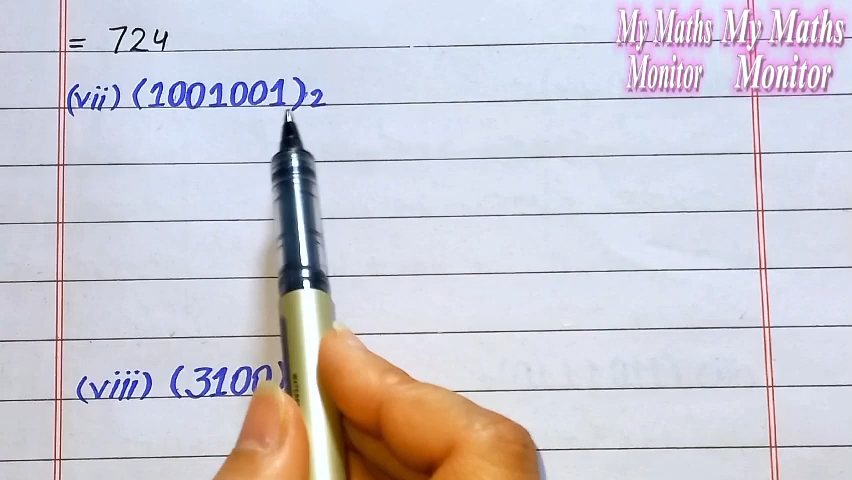 My Maths My Maths
Monitor Monitor
= 724
(vii) (1001001)2
(viii) (3100